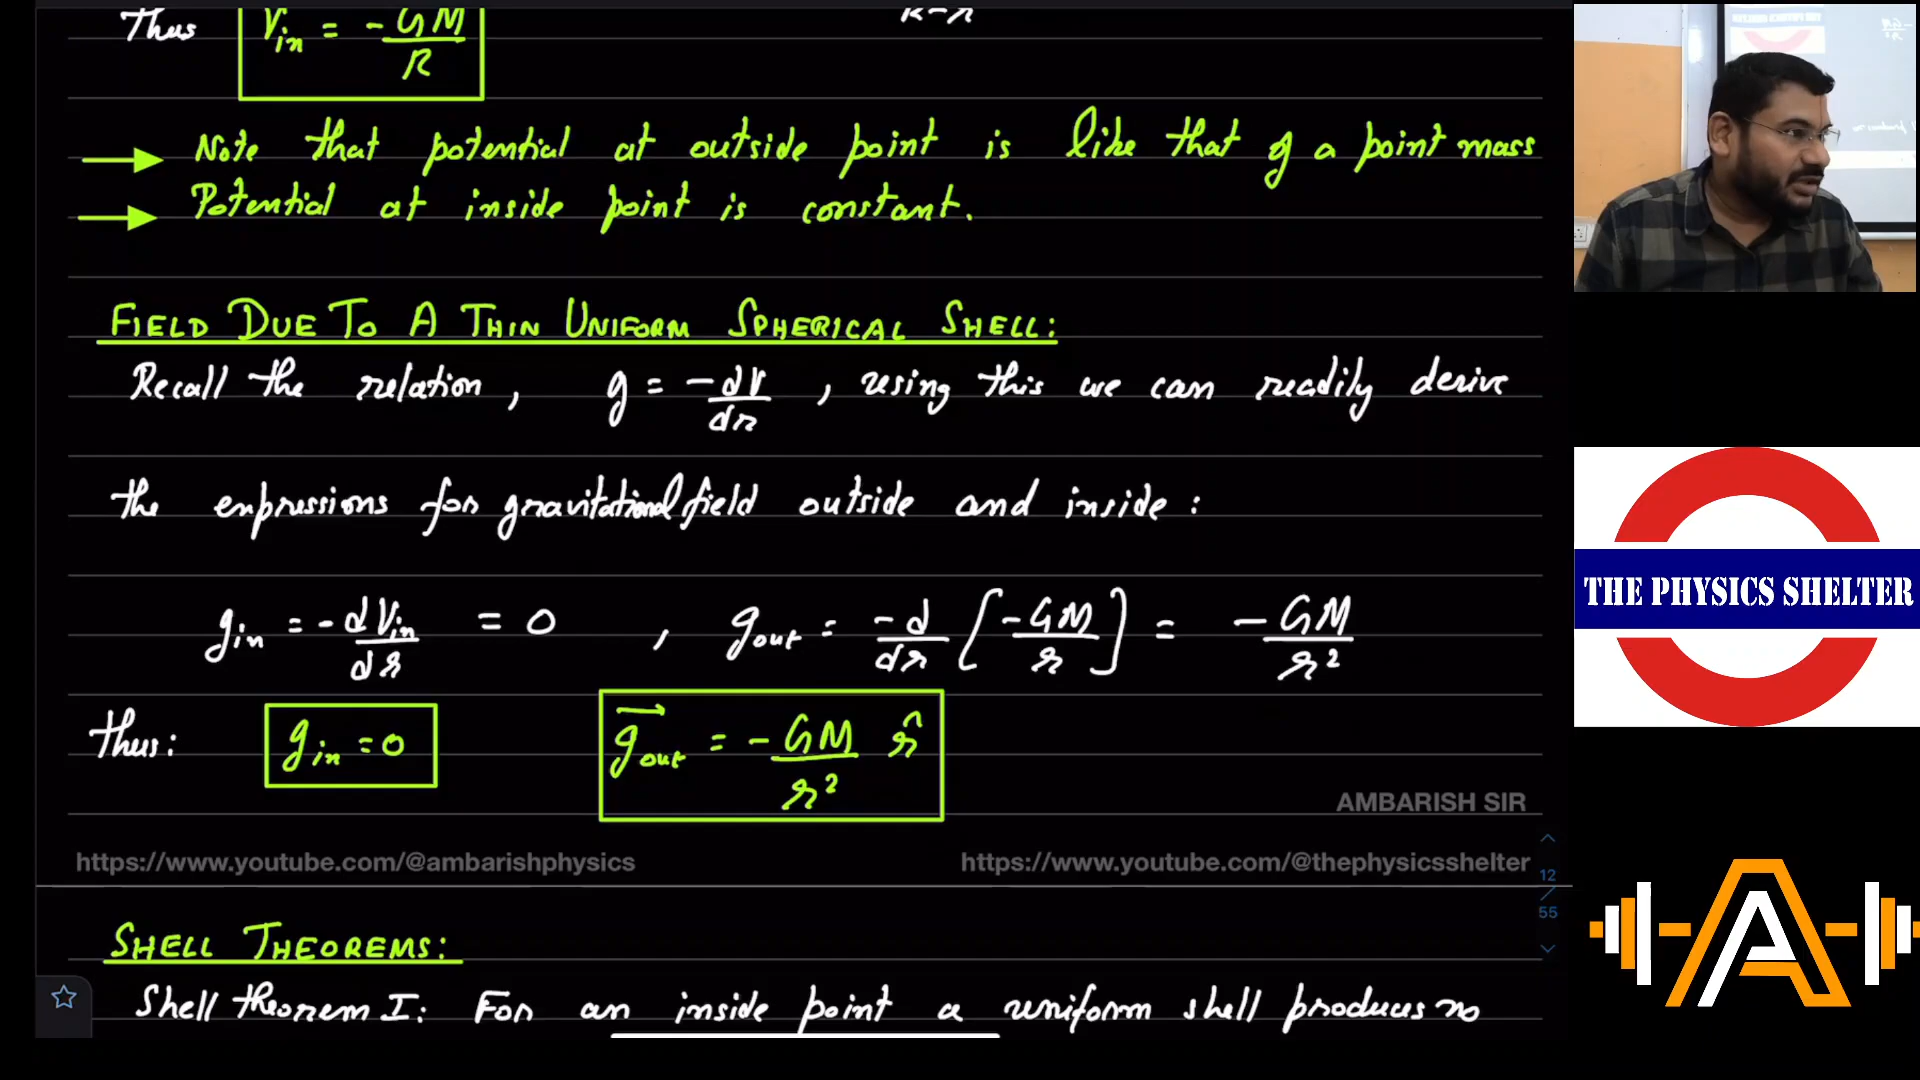 Thus V_in = -GM/R
→ Note that potential at outside point is like that of a point mass
→ Potential at inside point is constant.
FIELD DUE TO A THIN UNIFORM SPHERICAL SHELL:
Recall the relation, g = -dV/dr, using this we can readily derive
the expressions for gravitational field outside and inside:
g_in = -dV_in/dr = 0 , g_out = -d/dr [-GM/r] = -GM/r²
thus: g_in = 0 g⃗_out = -GM/r² r̂
AMBARISH SIR
https://www.youtube.com/@ambarishphysics https://www.youtube.com/@thephysicsshelter
12
55
SHELL THEOREMS:
Shell theorem I: For an inside point a uniform shell produces no
THE PHYSICS SHELTER